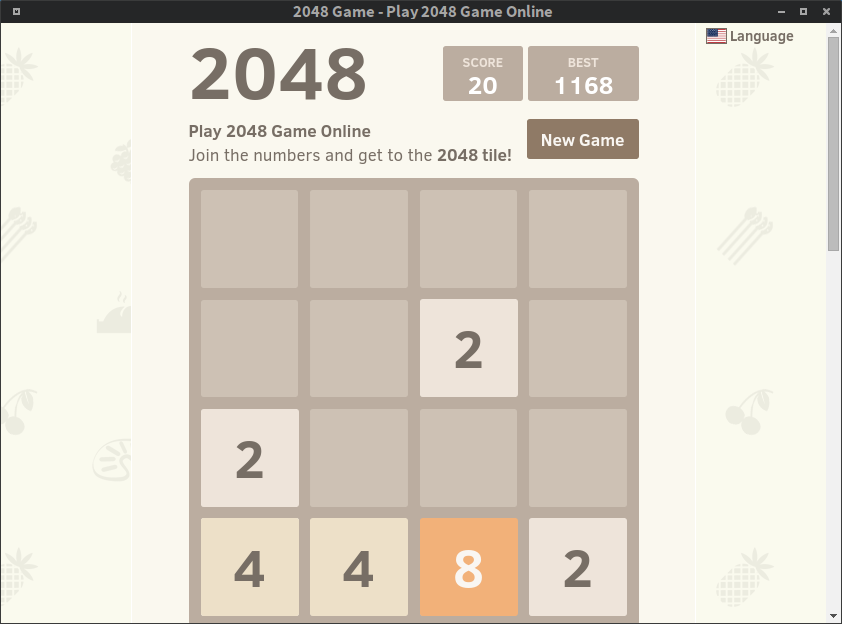 2048 Game - Play 2048 Game Online
Language
2048
SCORE
20
BEST
1168
Play 2048 Game Online
Join the numbers and get to the 2048 tile!
New Game
2
2
4 4 8 2